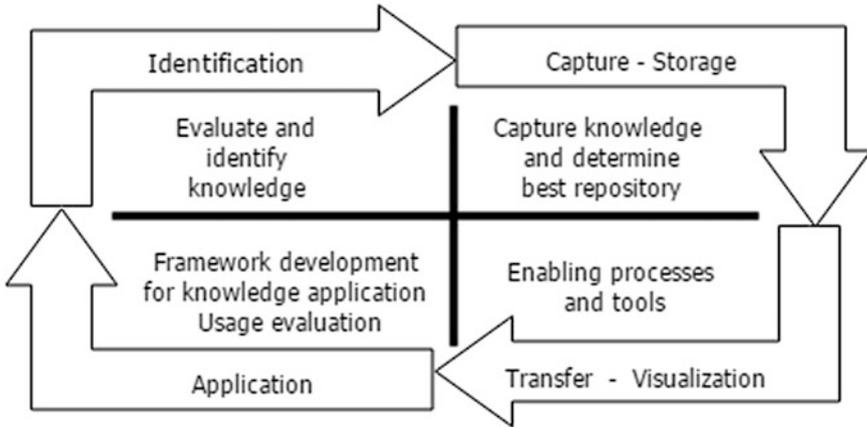 Identification
Capture - Storage
Evaluate and
identify
knowledge
Capture knowledge
and determine
best repository
Framework development
for knowledge application
Usage evaluation
Enabling processes
and tools
Application
Transfer - Visualization